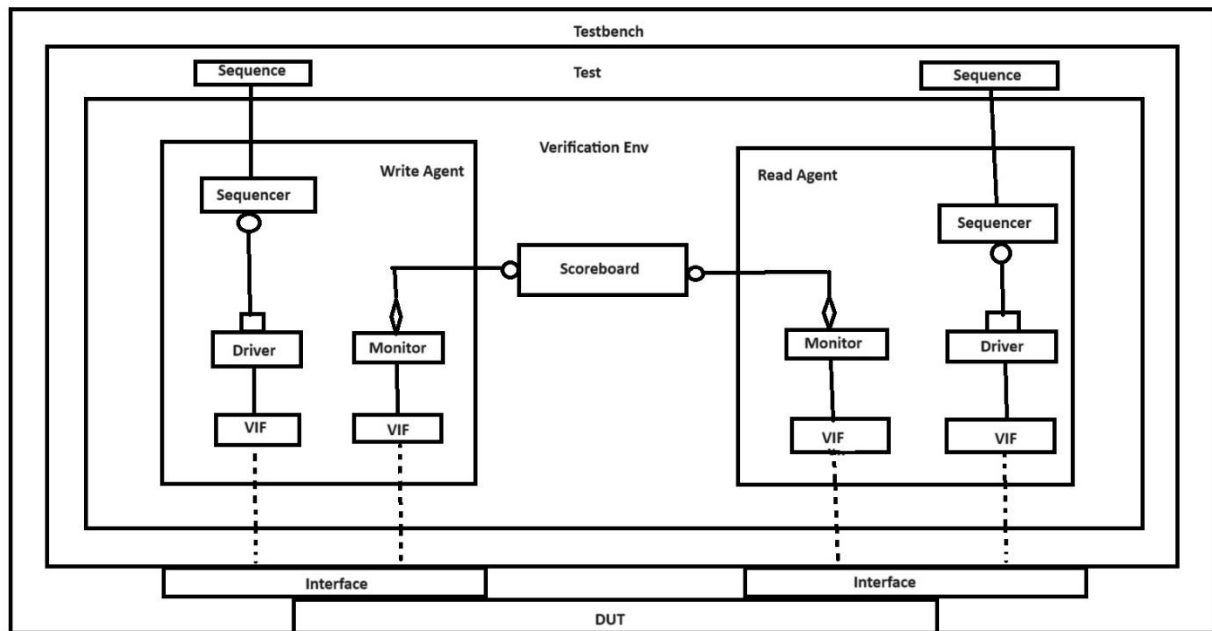 Testbench
Sequence
Test
Sequence
Verification Env
Write Agent
Read Agent
Sequencer
Sequencer
Scoreboard
Driver
Monitor
Monitor
Driver
VIF
VIF
VIF
VIF
Interface
Interface
DUT